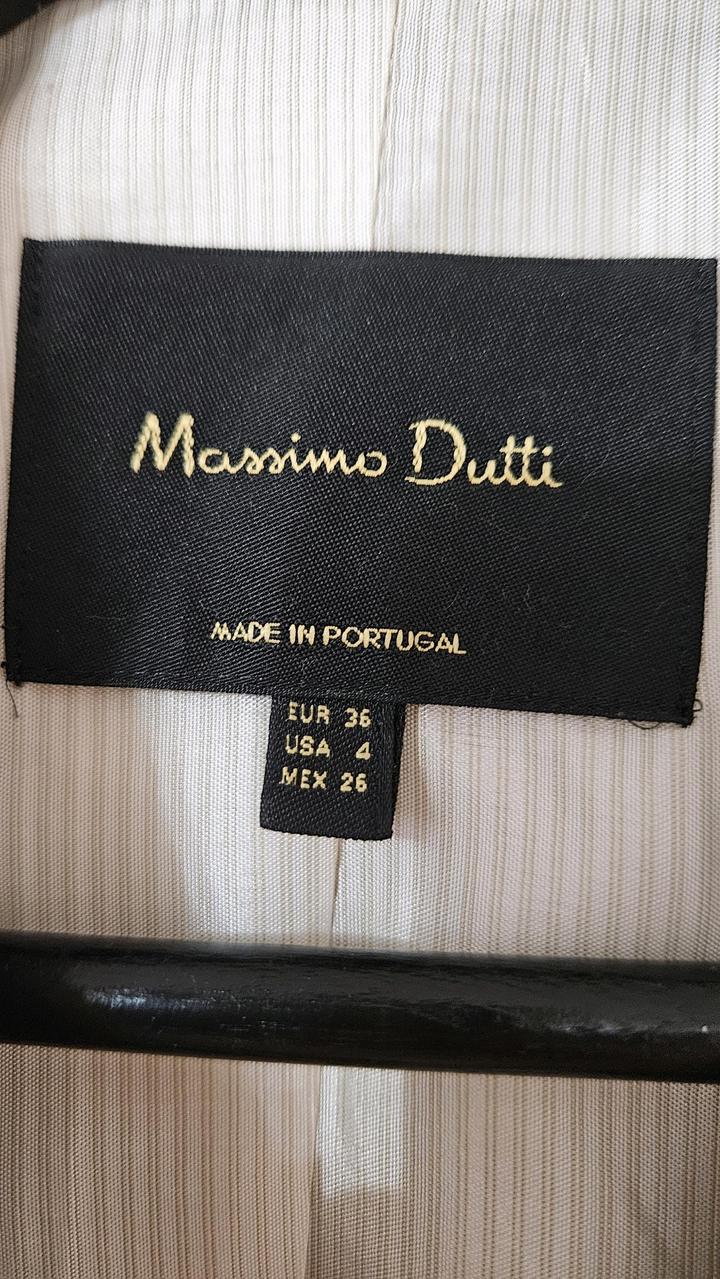 Massimo Dutti
MADE IN PORTUGAL
EUR 36
USA 4
MEX 26